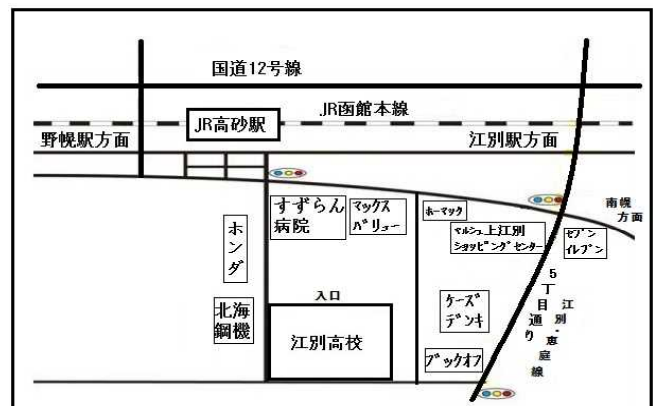 国道12号線
JR函館本線
JR高砂駅
野幌駅方面
江別駅方面
南幌
方面
すずらん
病院
マックス
バリュー
ホーマック
マルシェ上江別
ショッピングセンター
セブン
イレブン
ホンダ
北海
鋼機
入口
江別高校
ケーズ
デンキ
ブックオフ
5丁目通り
江別・恵庭線